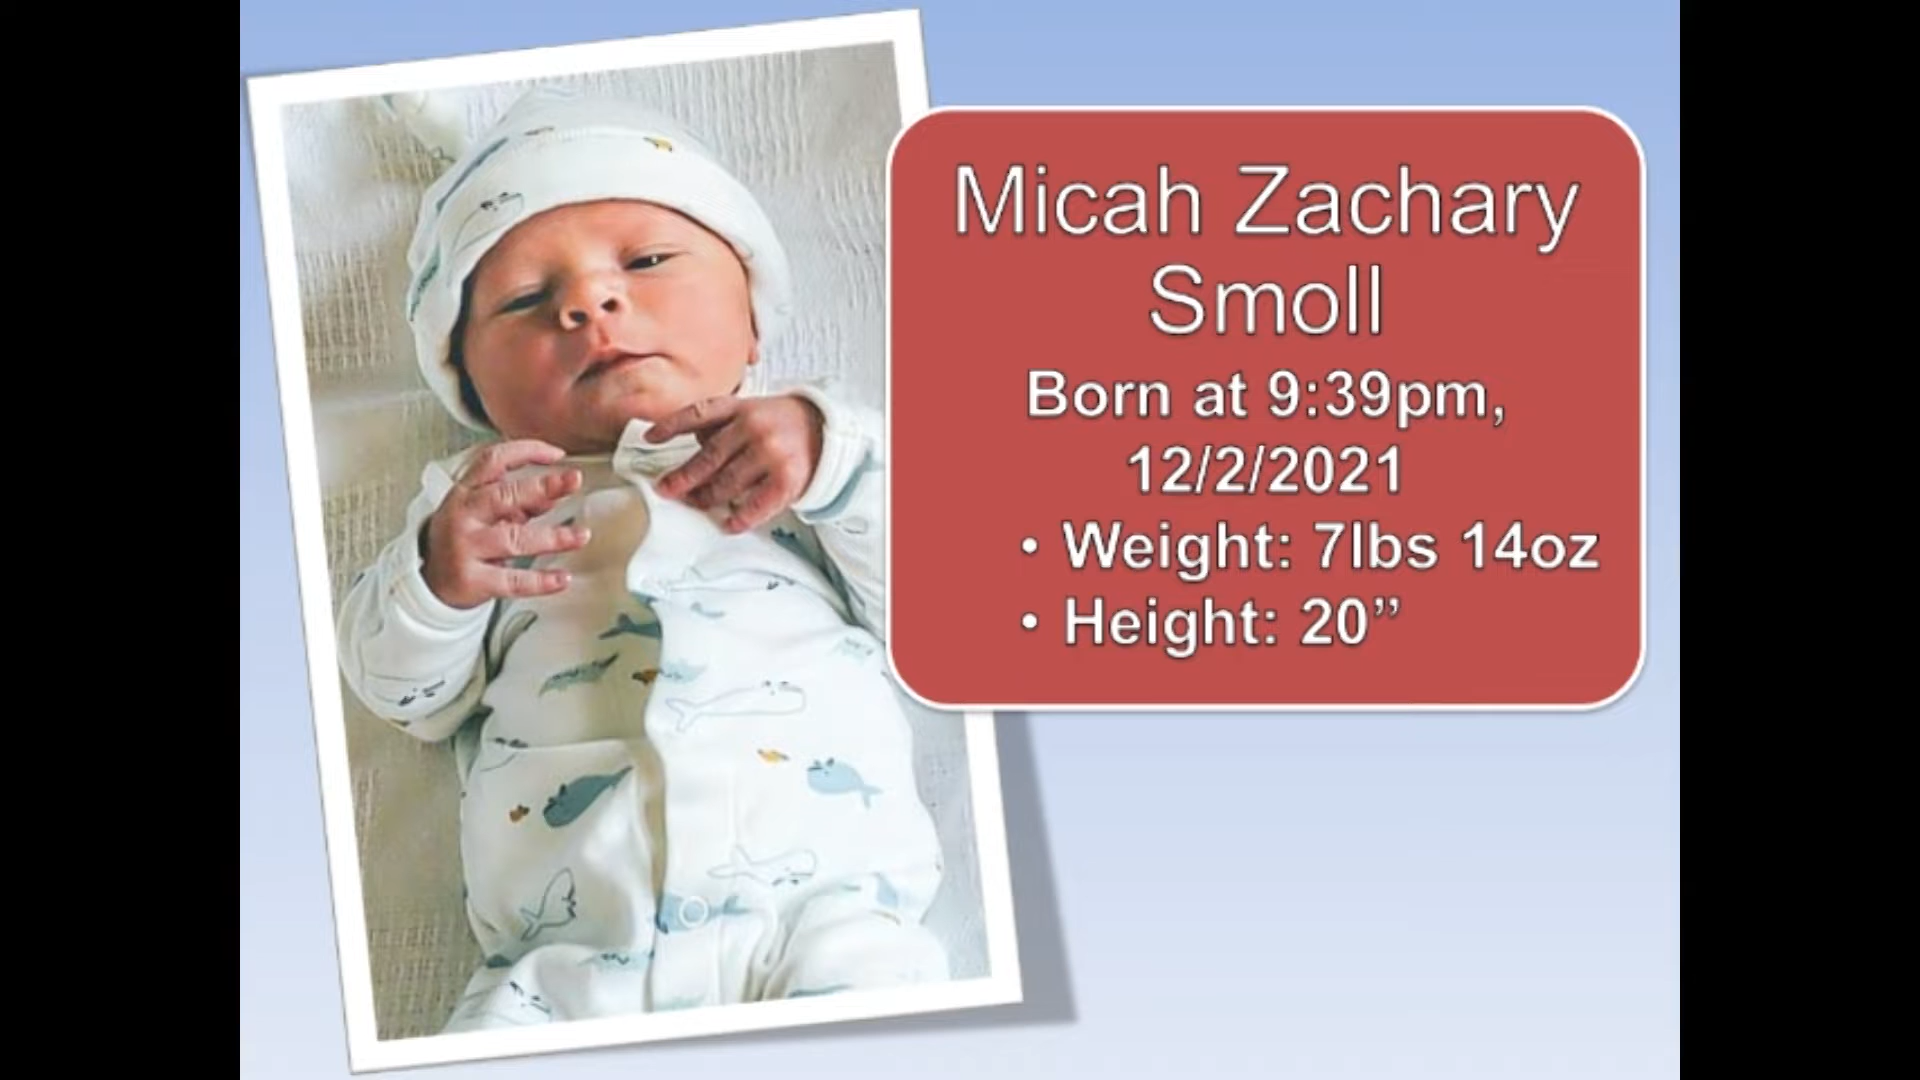 Micah Zachary
Smoll
Born at 9:39pm,
12/2/2021
• Weight: 7lbs 14oz
• Height: 20”